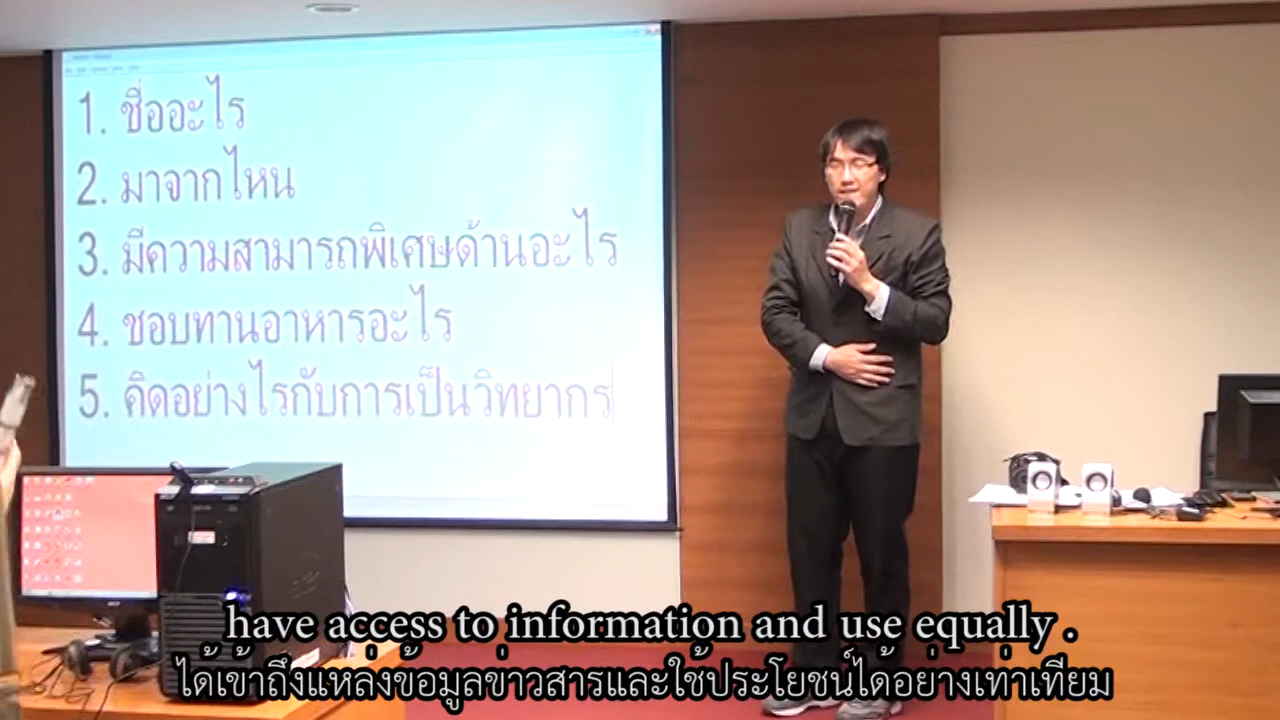 1. ชื่ออะไร
2. มาจากไหน
3. มีความสามารถพิเศษด้านอะไร
4. ชอบทานอาหารอะไร
5. คิดอย่างไรกับการเป็นวิทยากร
have access to information and use equally .
ได้เข้าถึงแหล่งข้อมูลข่าวสารและใช้ประโยชน์ได้อย่างเท่าเทียม